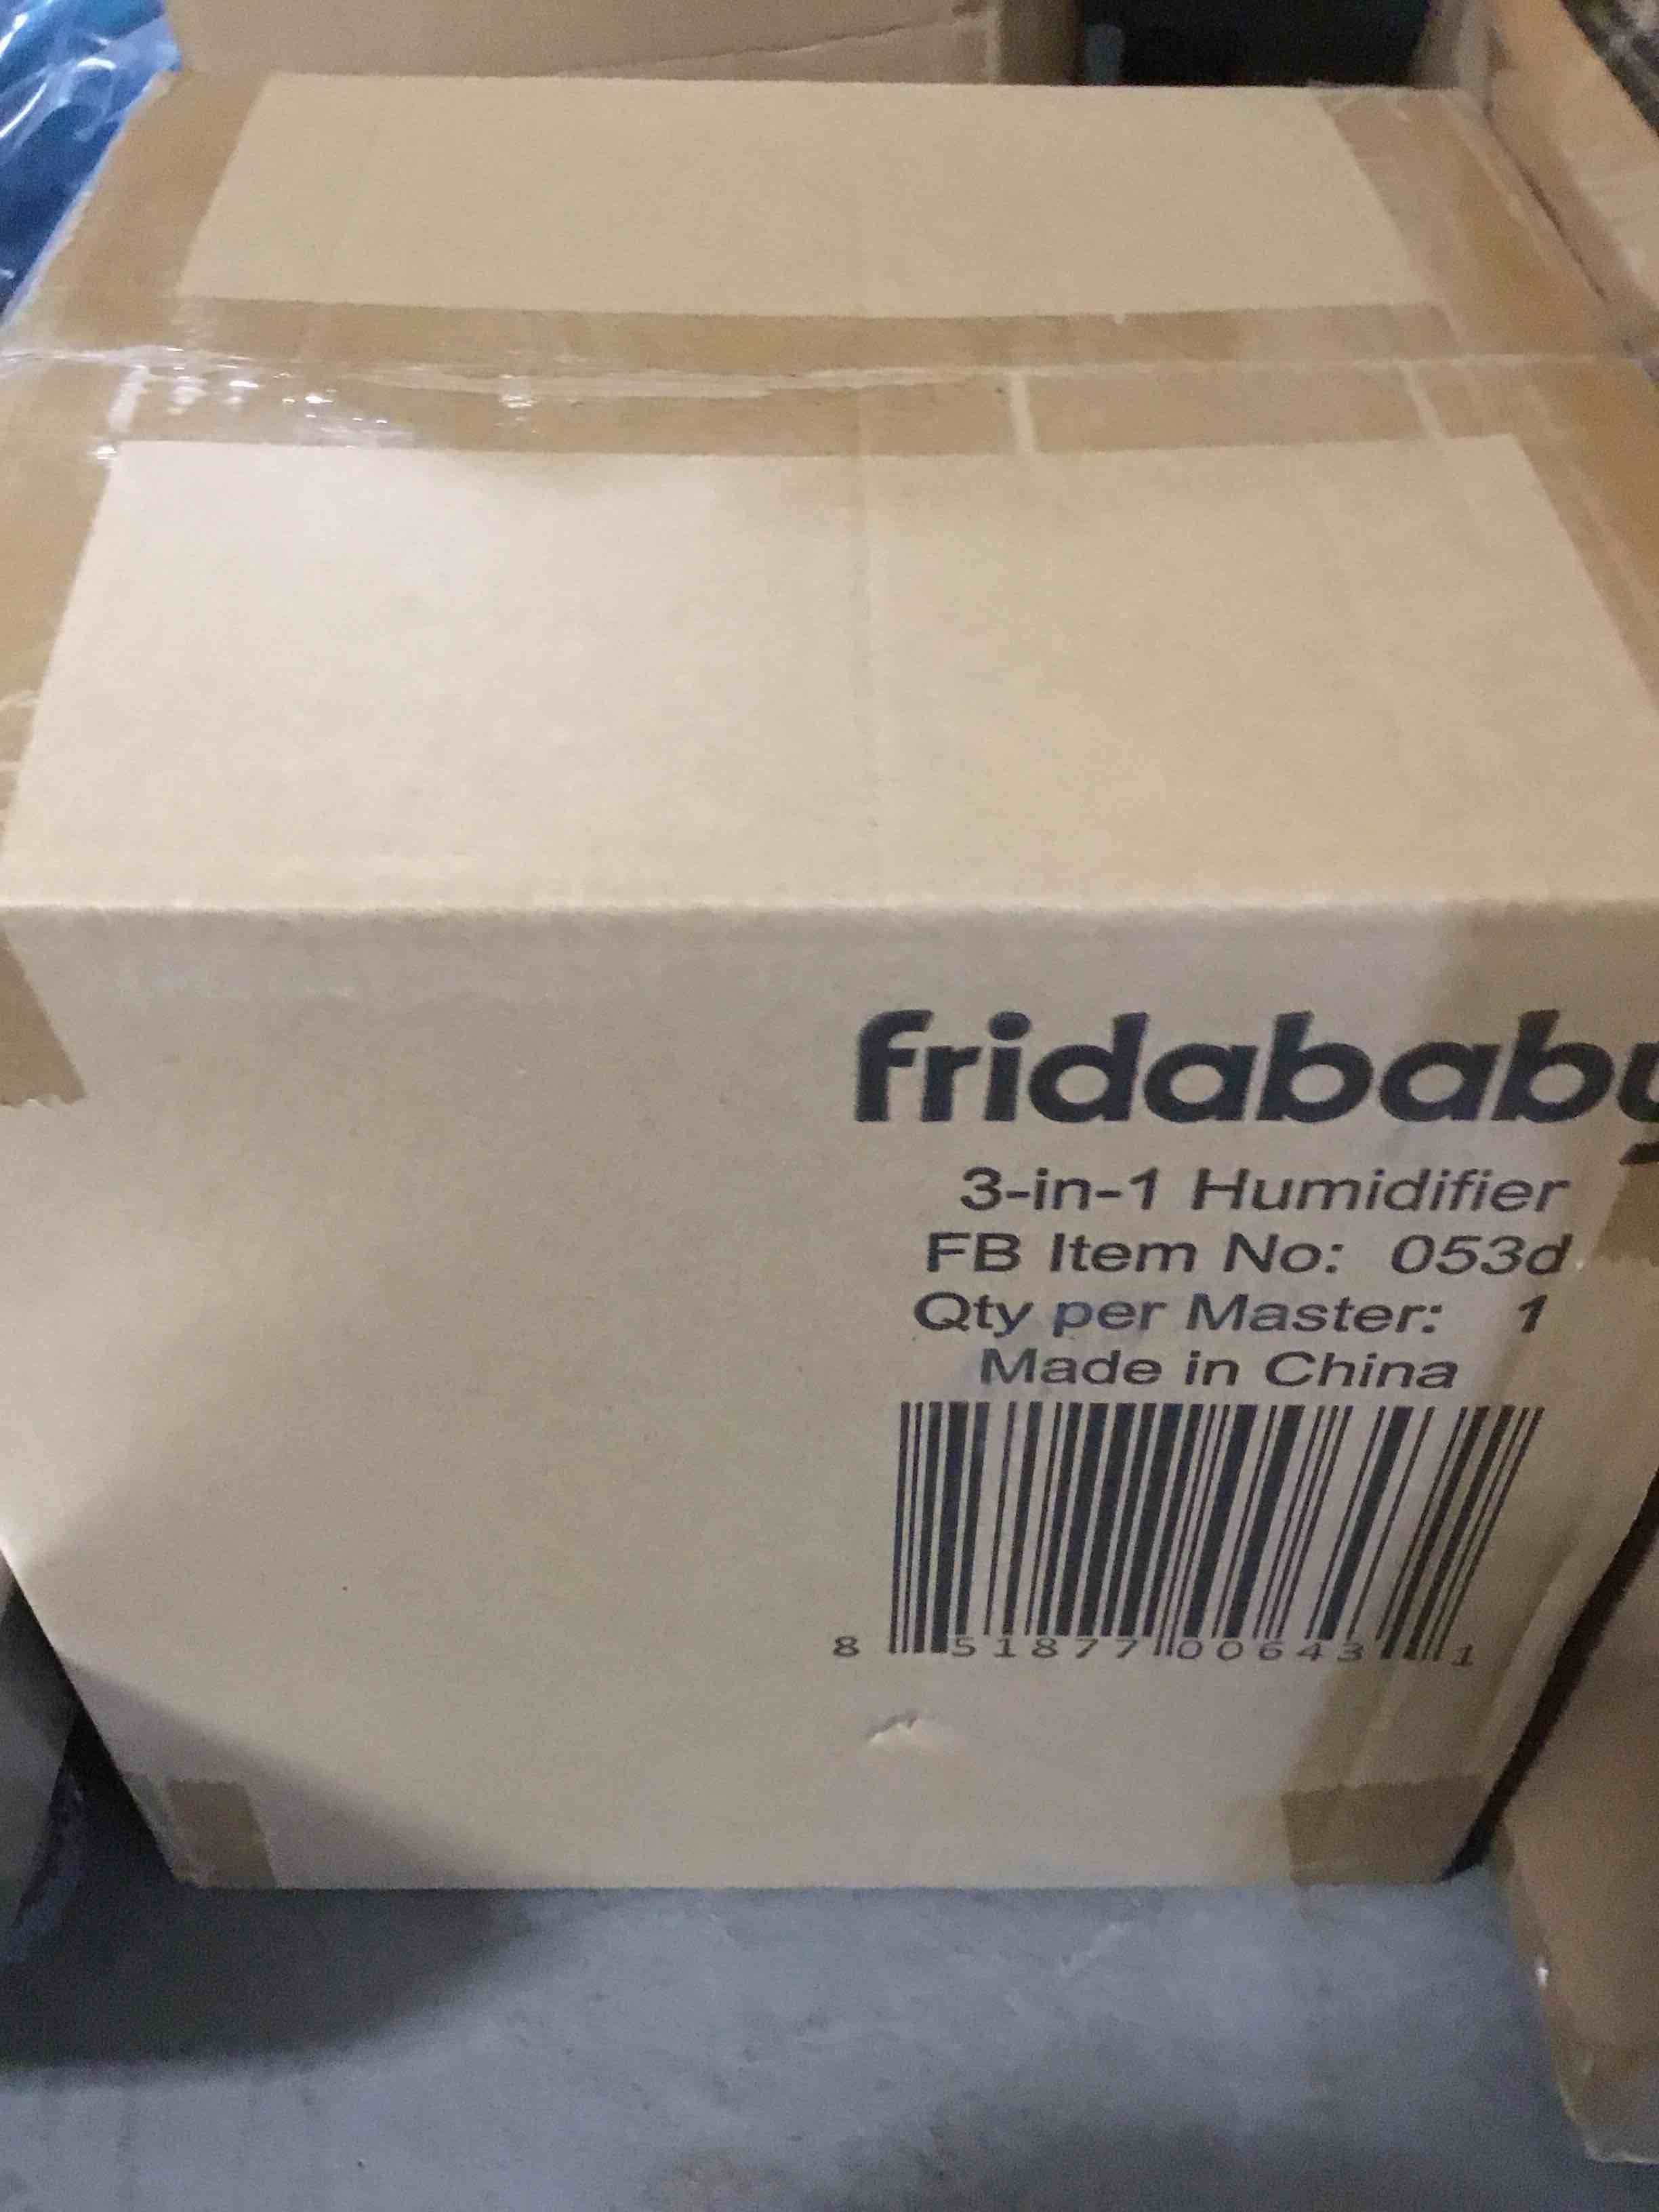 fridababy
3-in-1 Humidifier
FB Item No: 053d
Qty per Master: 1
Made in China
8 51877 00643 1